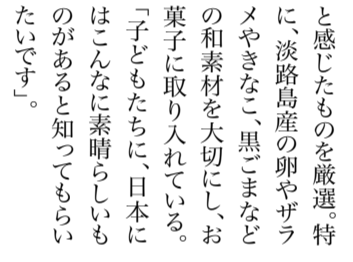 と感じたものを厳選。特
に、淡路島産の卵やザラ
メやきなこ、黒ごまなど
の和素材を大切にし、お
菓子に取り入れている。
「子どもたちに、日本に
はこんなに素晴らしいも
のがあると知ってもらい
たいです」。